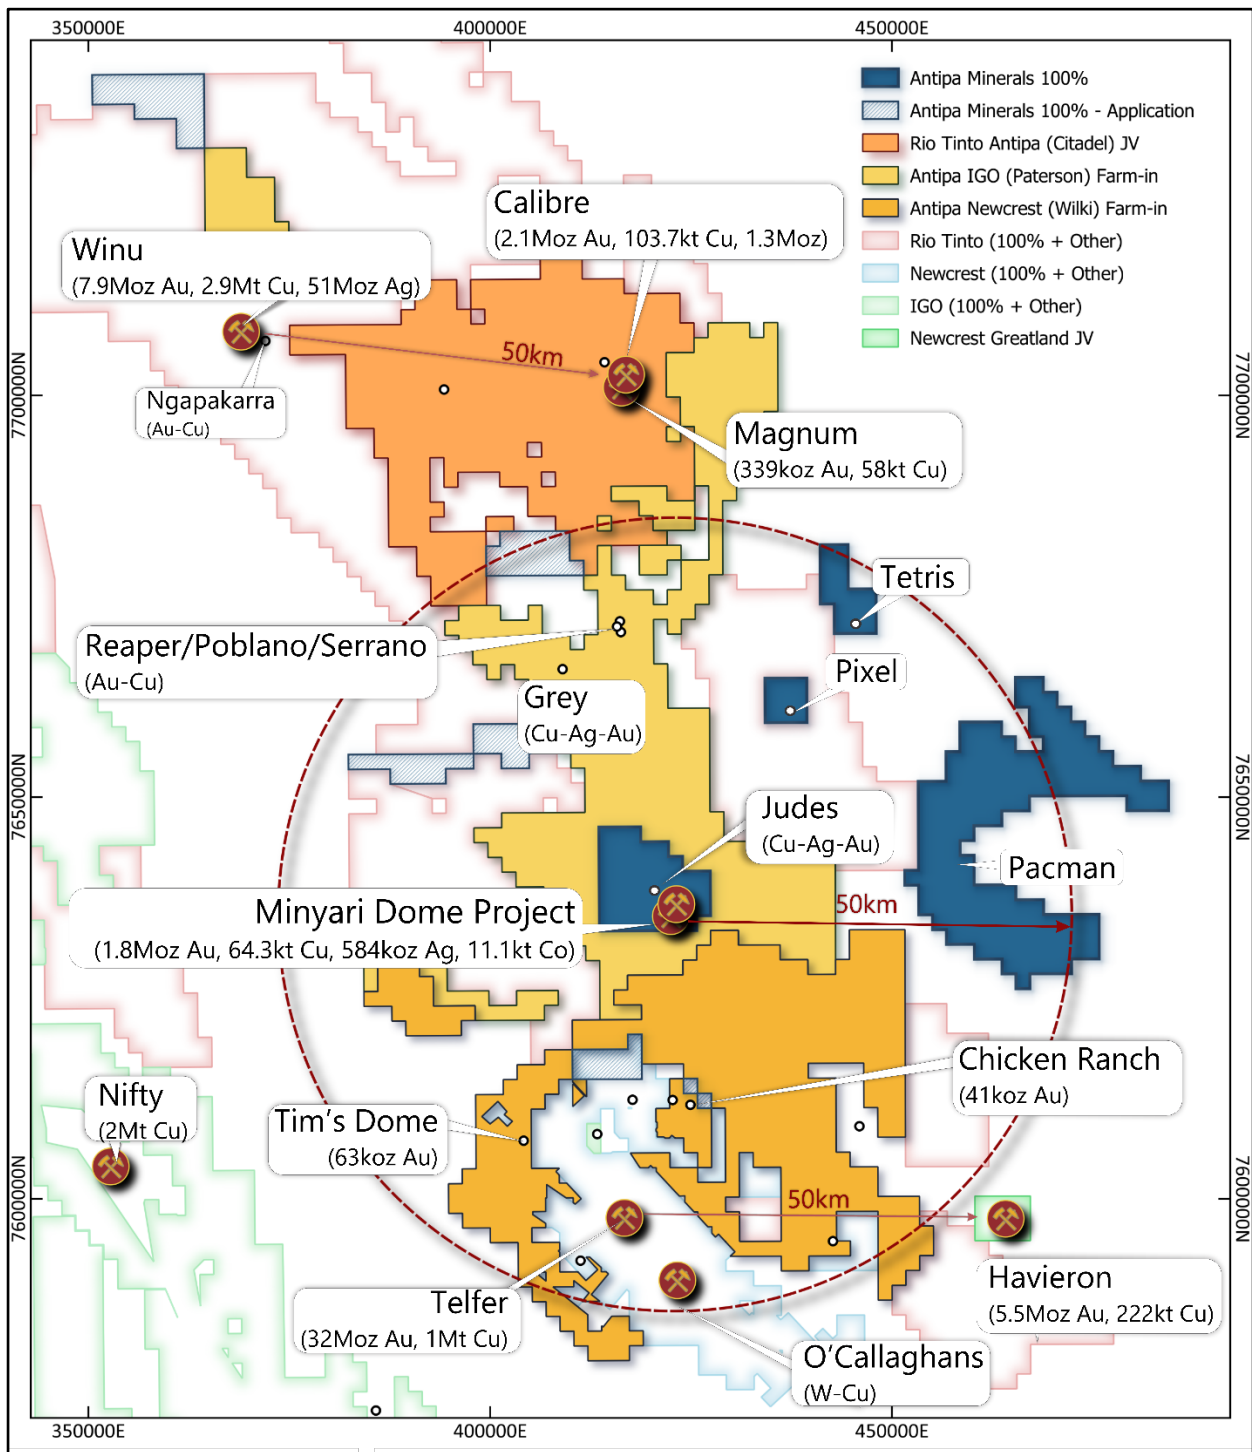 350000E
400000E
450000E
Antipa Minerals 100%
Antipa Minerals 100% - Application
Rio Tinto Antipa (Citadel) JV
Antipa IGO (Paterson) Farm-in
Antipa Newcrest (Wilki) Farm-in
Rio Tinto (100% + Other)
Newcrest (100% + Other)
IGO (100% + Other)
Newcrest Greatland JV
Calibre
(2.1Moz Au, 103.7kt Cu, 1.3Moz)
Winu
(7.9Moz Au, 2.9Mt Cu, 51Moz Ag)
50km
7700000N
7700000N
Ngapakarra
(Au-Cu)
Magnum
(339koz Au, 58kt Cu)
Tetris
Reaper/Poblano/Serrano
(Au-Cu)
Pixel
Grey
(Cu-Ag-Au)
7650000N
7650000N
Judes
(Cu-Ag-Au)
Pacman
Minyari Dome Project
(1.8Moz Au, 64.3kt Cu, 584koz Ag, 11.1kt Co)
50km
Chicken Ranch
(41koz Au)
Nifty
(2Mt Cu)
Tim's Dome
(63koz Au)
7600000N
7600000N
50km
Telfer
(32Moz Au, 1Mt Cu)
Havieron
(5.5Moz Au, 222kt Cu)
O'Callaghans
(W-Cu)
350000E
400000E
450000E